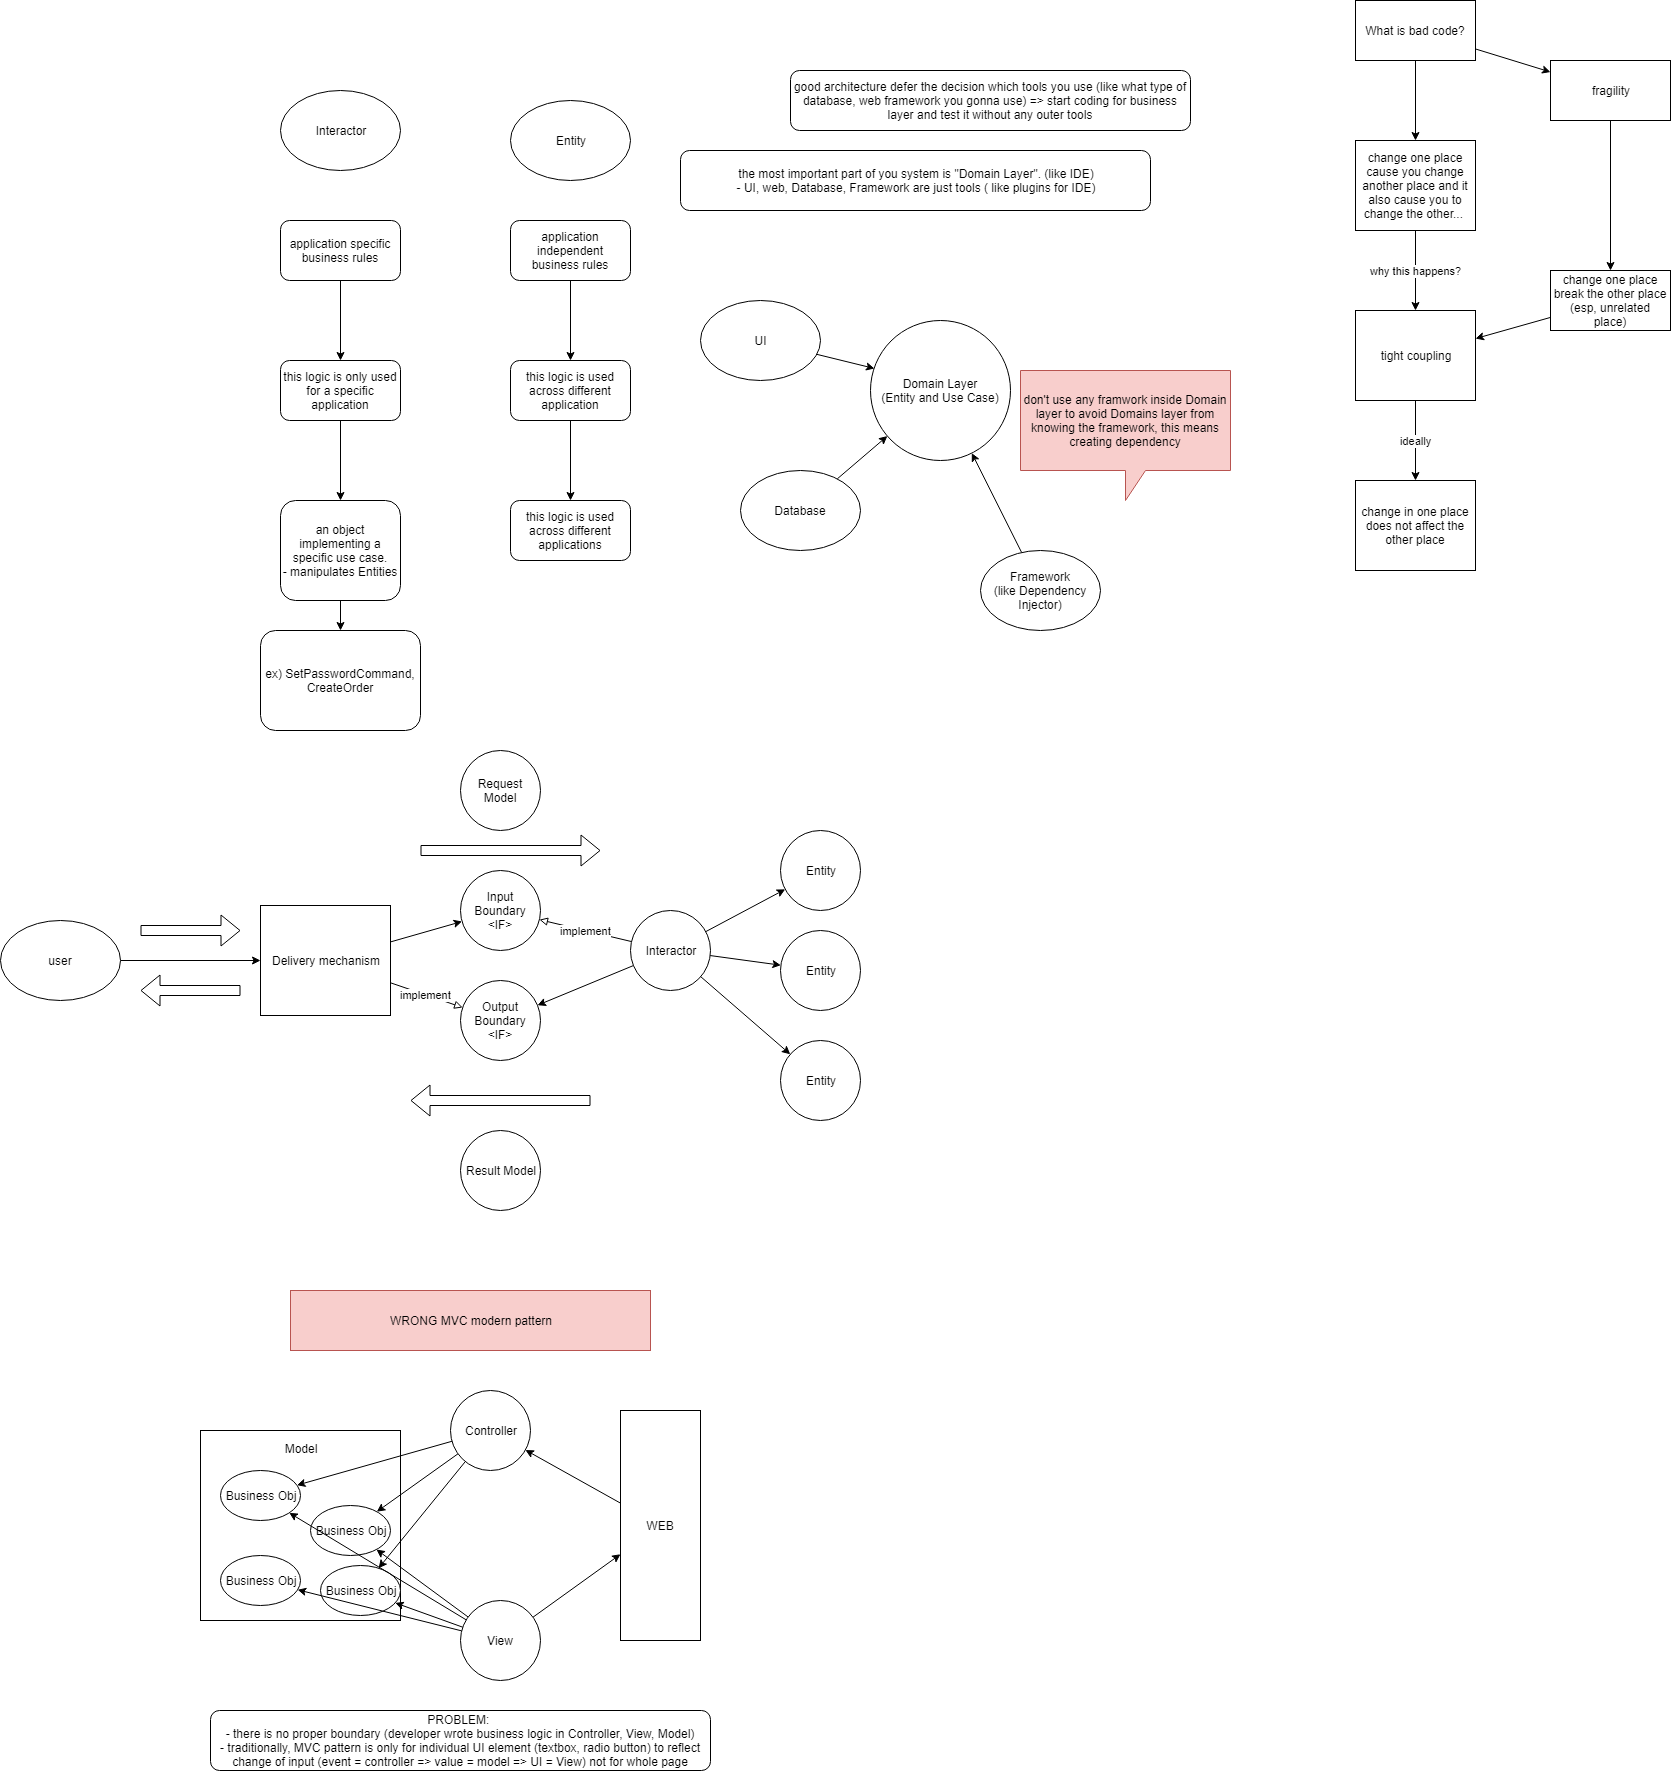 What is bad code?
fragility
change one place
cause you change
another place and it
also cause you to
change the other...
why this happens?
change one place
break the other place
(esp, unrelated
place)
tight coupling
ideally
change in one place
does not affect the
other place
good architecture defer the decision which tools you use (like what type of
database, web framework you gonna use) => start coding for business
layer and test it without any outer tools
the most important part of you system is "Domain Layer". (like IDE)
- UI, web, Database, Framework are just tools ( like plugins for IDE)
Interactor
application specific
business rules
this logic is only used
for a specific
application
an object
implementing a
specific use case.
- manipulates Entities
ex) SetPasswordCommand,
CreateOrder
Entity
application
independent
business rules
this logic is used
across different
application
this logic is used
across different
applications
UI
Domain Layer
(Entity and Use Case)
don't use any framwork inside Domain
layer to avoid Domains layer from
knowing the framework, this means
creating dependency
Database
Framework
(like Dependency
Injector)
Request
Model
user
Delivery mechanism
Input
Boundary
<IF>
implement
implement
Output
Boundary
<IF>
Interactor
Entity
Entity
Entity
Result Model
WRONG MVC modern pattern
Model
Business Obj
Business Obj
Business Obj
Business Obj
Controller
View
WEB
PROBLEM:
- there is no proper boundary (developer wrote business logic in Controller, View, Model)
- traditionally, MVC pattern is only for individual UI element (textbox, radio button) to reflect
change of input (event = controller => value = model => UI = View) not for whole page